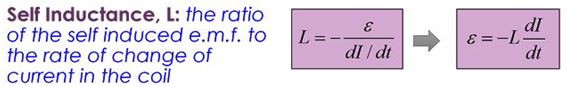 Self Inductance, L: the ratio
of the self induced e.m.f. to
the rate of change of
current in the coil
L = - ε / (dI / dt)
ε = -L dI/dt